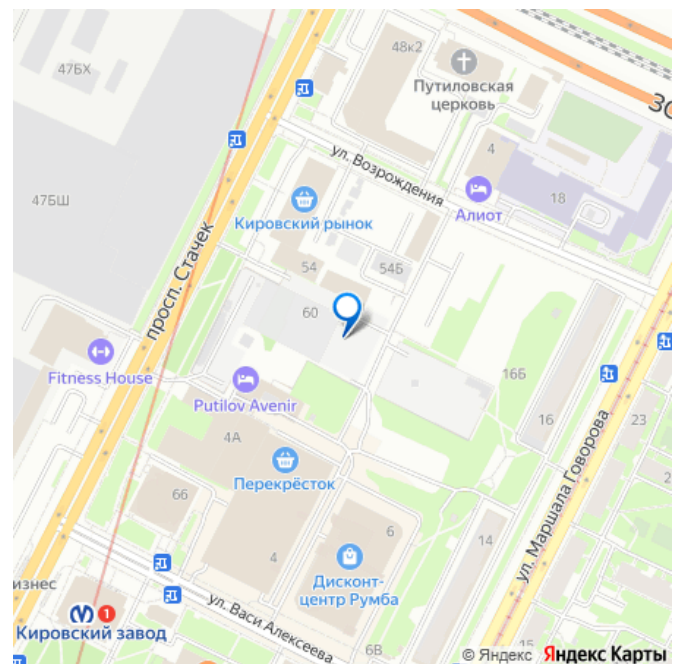 48к2
47БХ
Путиловская
церковь
ЗС
4
ул. Возрождения
18
47БШ
Алиот
Кировский рынок
просп. Стачек
54
54Б
60
16Б
Fitness House
Putilov Avenir
16
23
4А
ул. Маршала Говорова
Перекрёсток
2
66
6
14
4
Дисконт-
центр Румба
изнес
ул. Васи Алексеева
1
Кировский завод
6В
15
© Яндекс Яндекс Карты